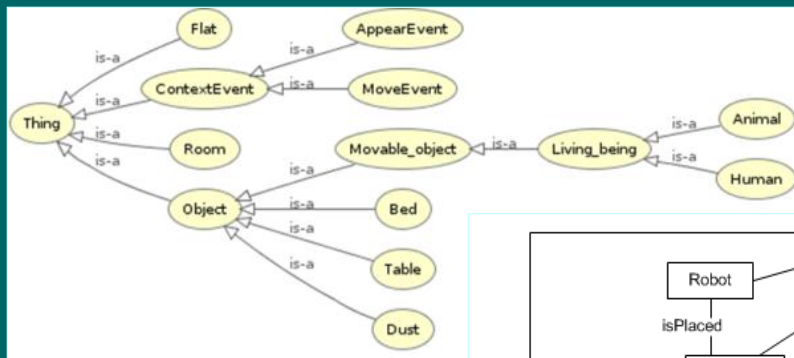 Flat
AppearEvent
is-a
is-a
ContextEvent
is-a
MoveEvent
is-a
Thing
is-a
Room
Movable_object
is-a
Living_being
is-a
Animal
is-a
Human
is-a
is-a
Object
is-a
Bed
is-a
Table
is-a
Dust
Robot
isPlaced